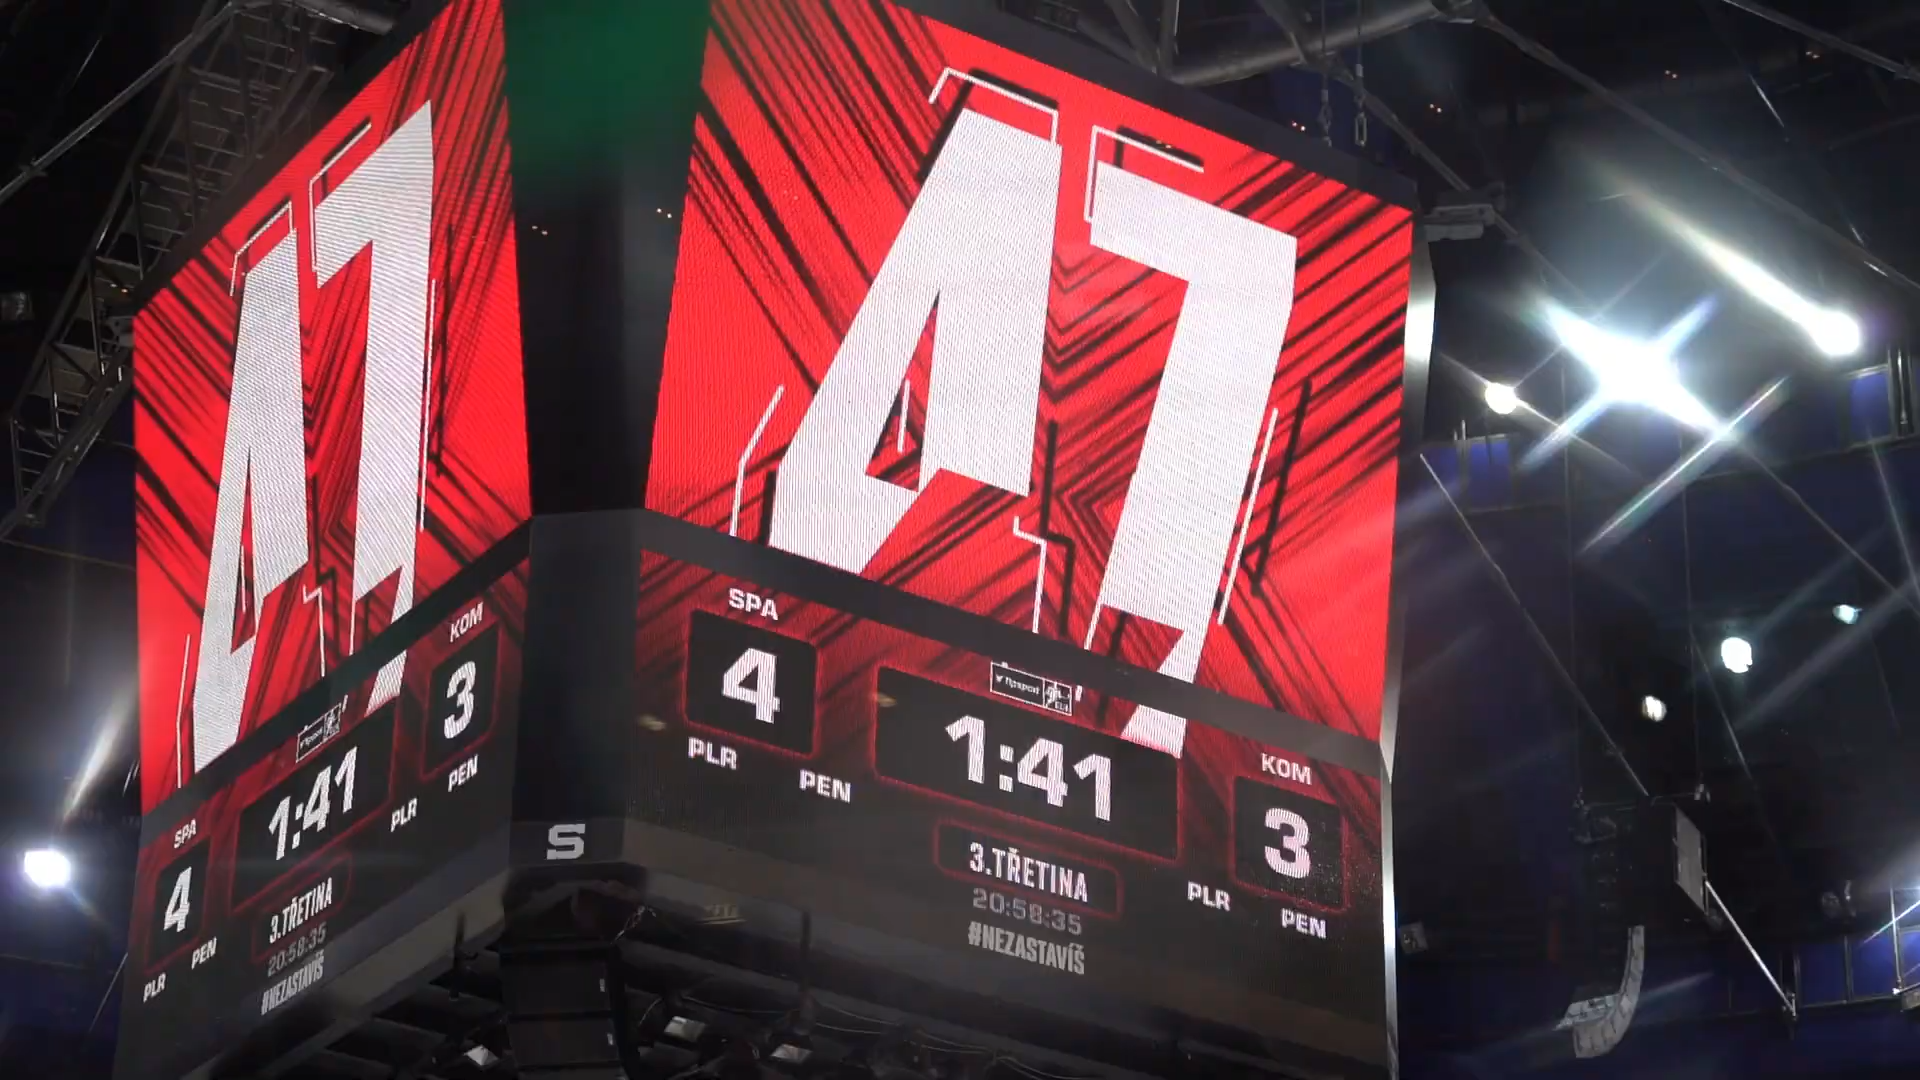 47
KOM
3
PEN
1:41
PLR
SPA
4
PEN
PLR
3.TŘETINA
20:58:35
#NEZASTAVÍŠ
S
47
SPA
4
PLR
PEN
Tipsport
1:41
KOM
3
PLR
PEN
3.TŘETINA
20:58:35
#NEZASTAVÍŠ